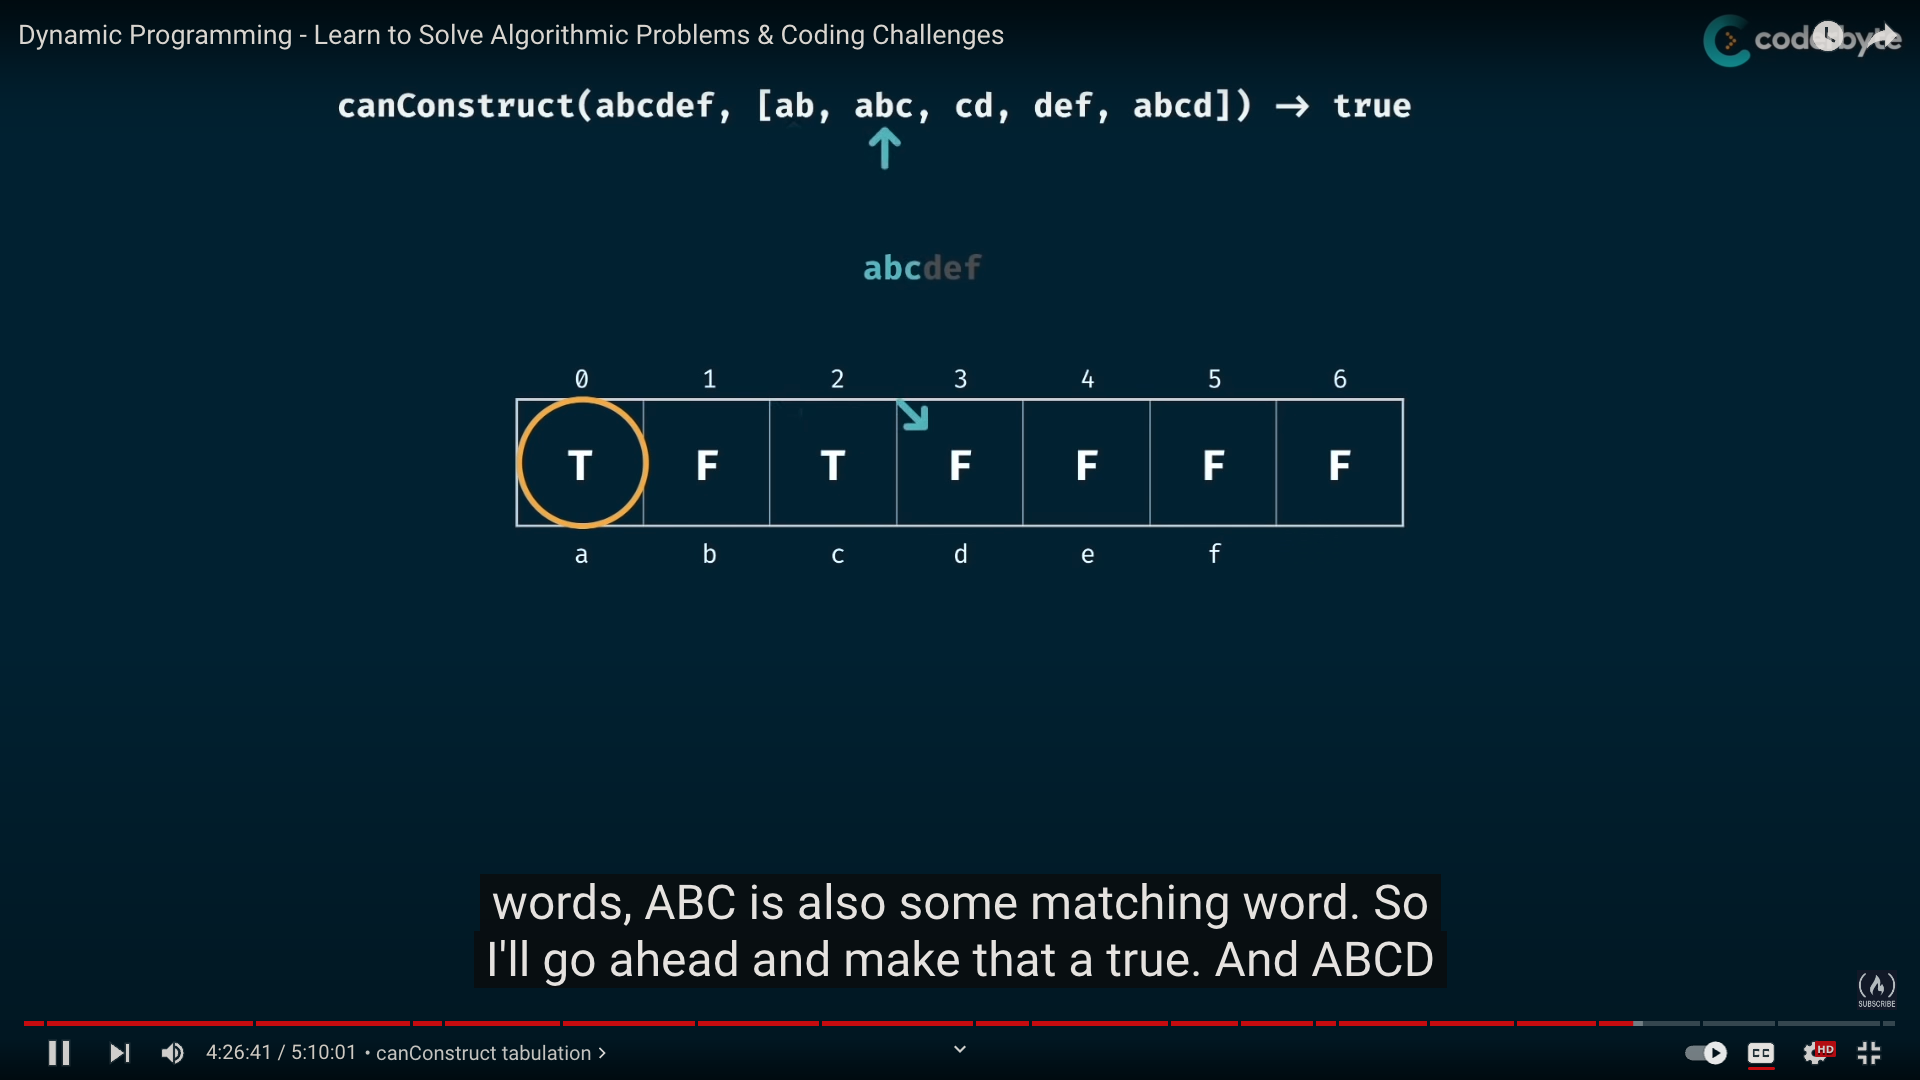 Dynamic Programming - Learn to Solve Algorithmic Problems & Coding Challenges
coderbyte
canConstruct(abcdef, [ab, abc, cd, def, abcd]) → true
abcdef
0 1 2 3 4 5 6
T F T F F F F
a b c d e f
words, ABC is also some matching word. So
I'll go ahead and make that a true. And ABCD
SUBSCRIBE
4:26:41 / 5:10:01 • canConstruct tabulation
CC
HD